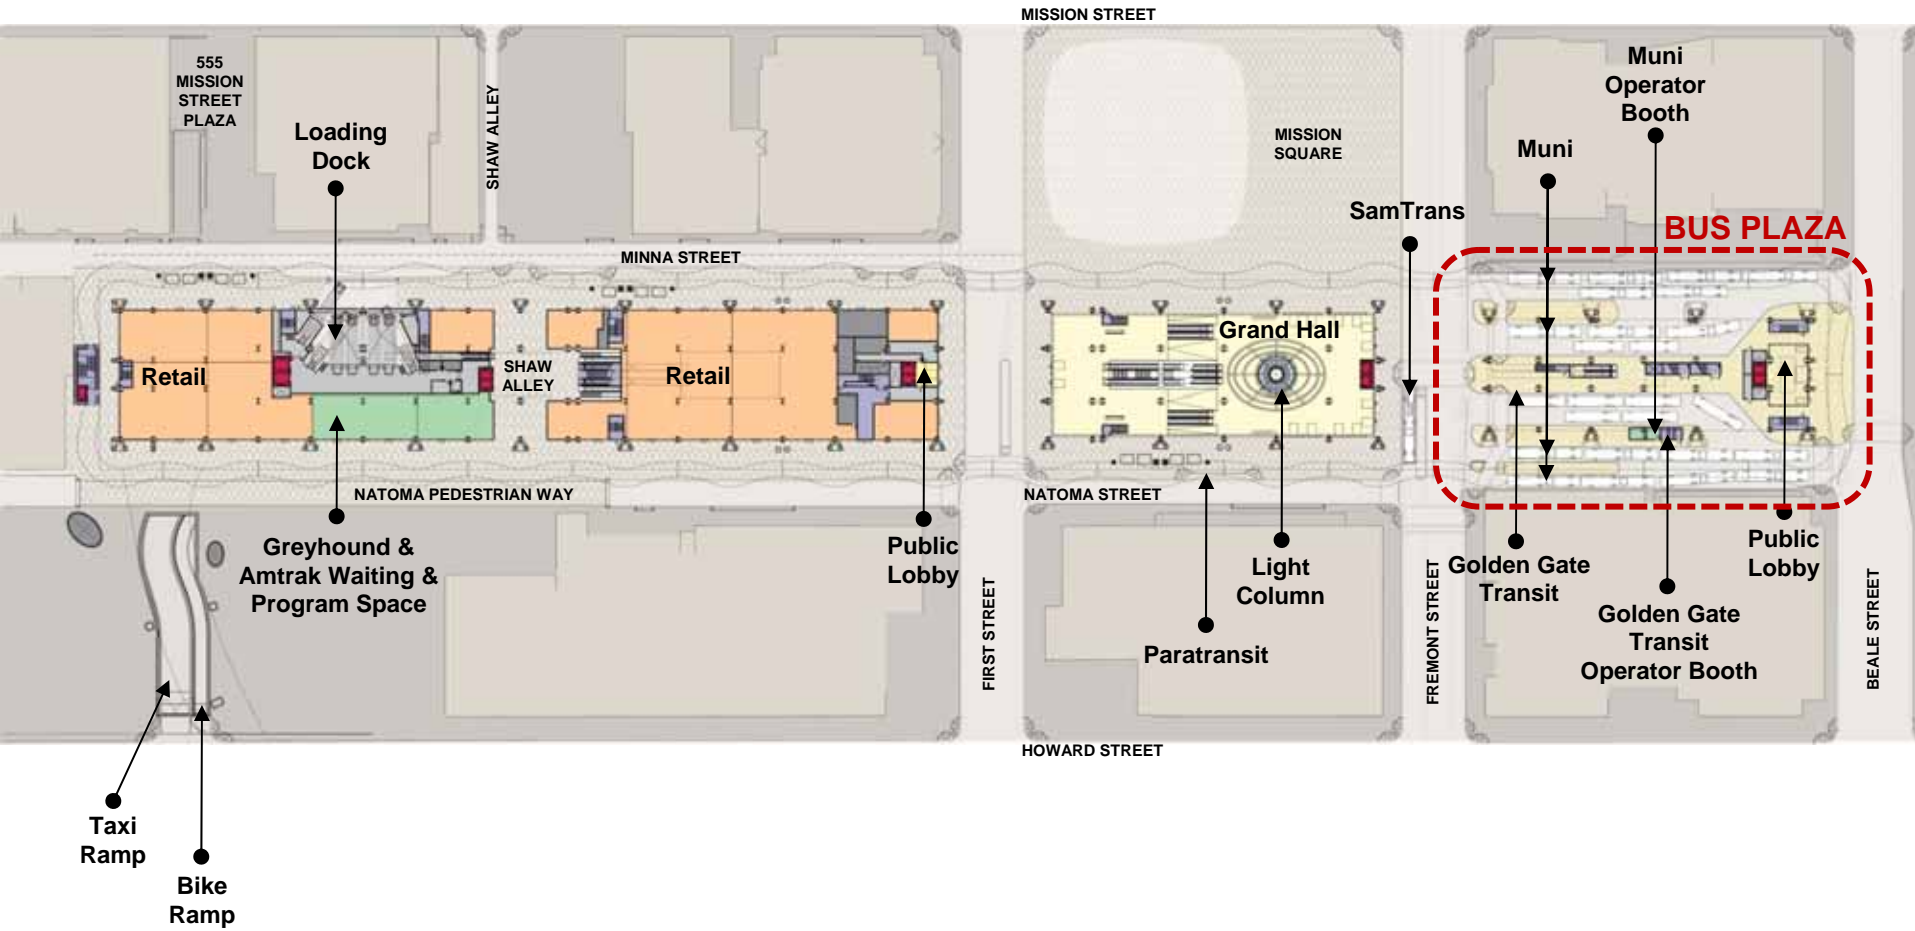 MISSION STREET
555
MISSION
STREET
PLAZA
SHAW ALLEY
Loading
Dock
MISSION
SQUARE
Muni
Operator
Booth
Muni
SamTrans
BUS PLAZA
MINNA STREET
Retail
SHAW
ALLEY
Retail
Grand Hall
NATOMA PEDESTRIAN WAY
NATOMA STREET
Greyhound &
Amtrak Waiting &
Program Space
Public
Lobby
FIRST STREET
Light
Column
Paratransit
FREMONT STREET
Golden Gate
Transit
Golden Gate
Transit
Operator Booth
Public
Lobby
BEALE STREET
HOWARD STREET
Taxi
Ramp
Bike
Ramp